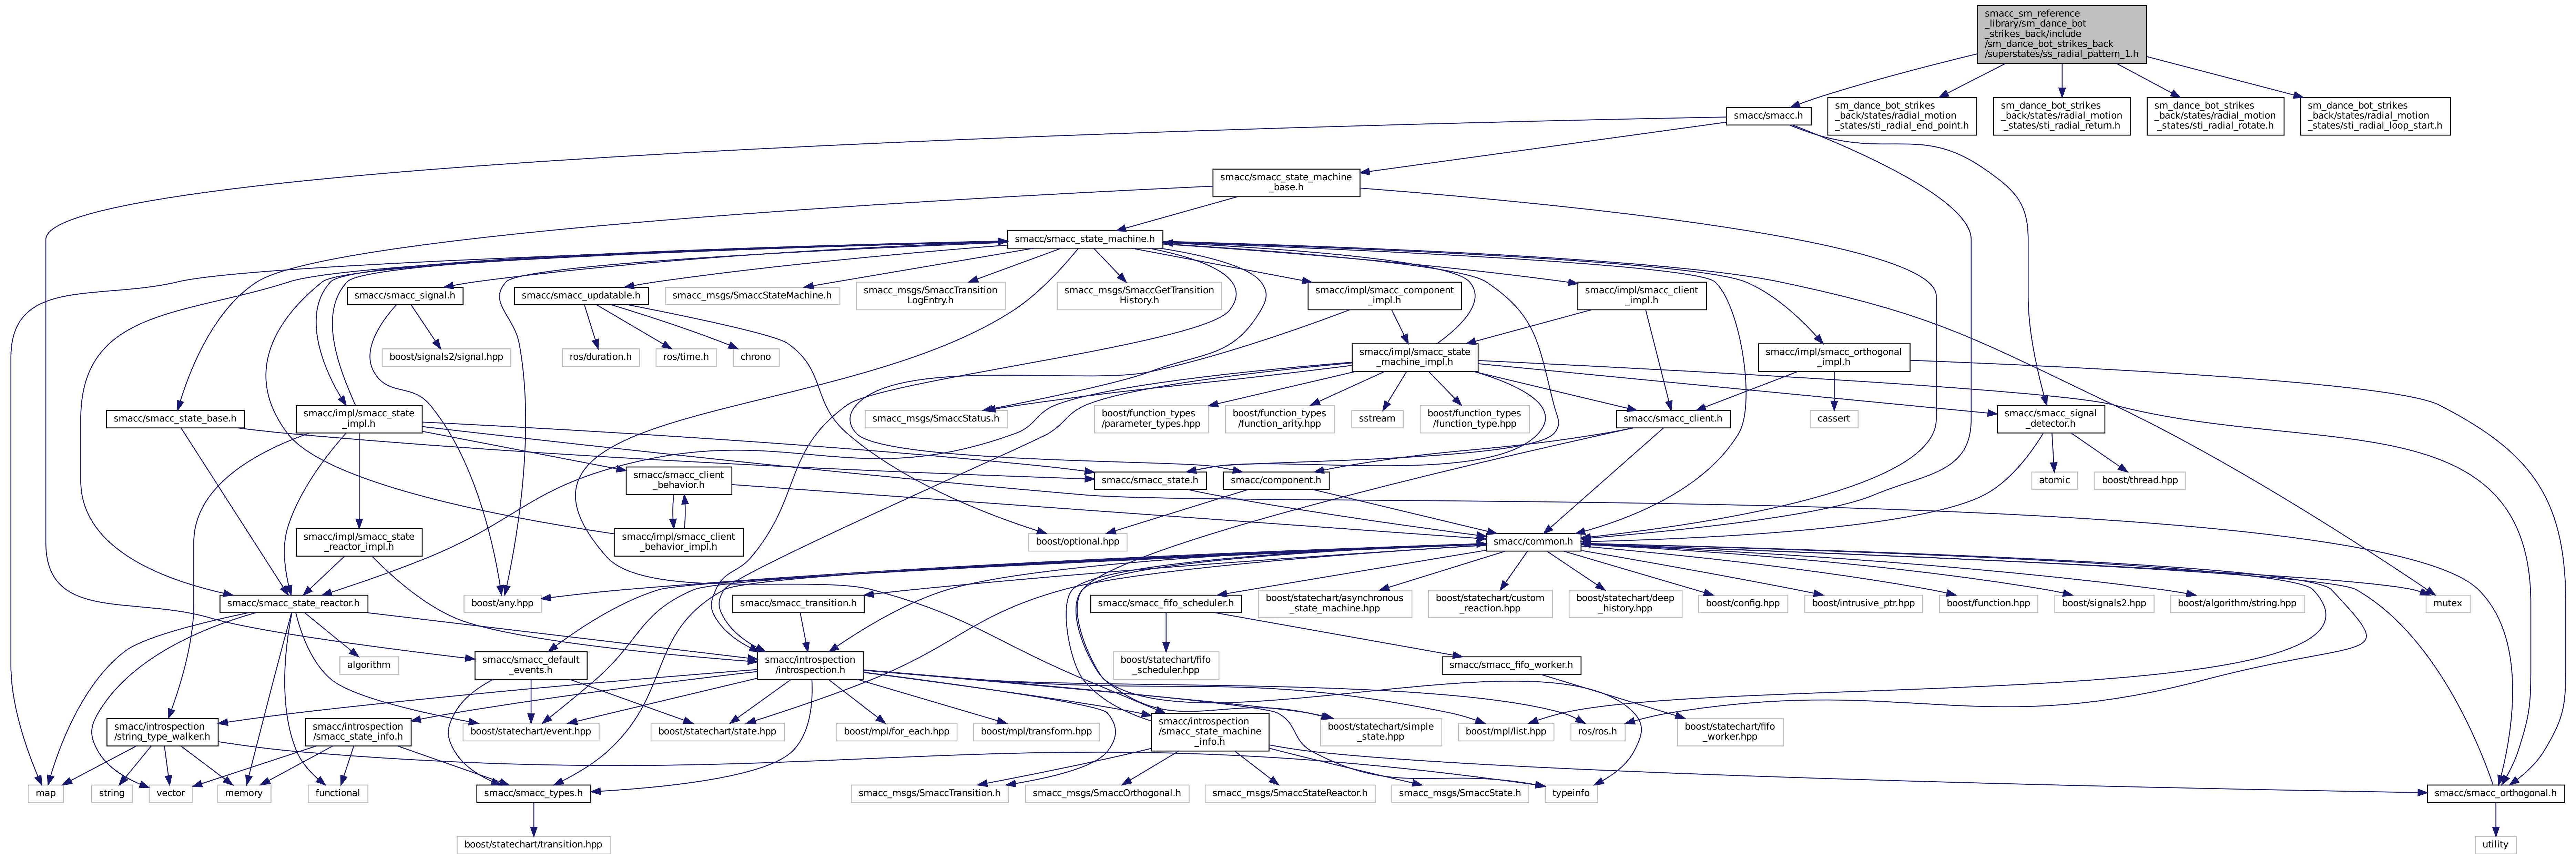 smacc_sm_reference
_library/sm_dance_bot
_strikes_back/include
/sm_dance_bot_strikes_back
/superstates/ss_radial_pattern_1.h
smacc/smacc.h
sm_dance_bot_strikes
_back/states/radial_motion
_states/sti_radial_end_point.h
sm_dance_bot_strikes
_back/states/radial_motion
_states/sti_radial_return.h
sm_dance_bot_strikes
_back/states/radial_motion
_states/sti_radial_rotate.h
sm_dance_bot_strikes
_back/states/radial_motion
_states/sti_radial_loop_start.h
smacc/smacc_state_machine
_base.h
smacc/smacc_state_machine.h
smacc/smacc_signal.h
smacc/smacc_updatable.h
smacc_msgs/SmaccStateMachine.h
smacc_msgs/SmaccTransition
LogEntry.h
smacc_msgs/SmaccGetTransition
History.h
smacc/impl/smacc_component
_impl.h
smacc/impl/smacc_client
_impl.h
boost/signals2/signal.hpp
ros/duration.h
ros/time.h
chrono
smacc/impl/smacc_state
_machine_impl.h
smacc/impl/smacc_orthogonal
_impl.h
smacc/smacc_state_base.h
smacc/impl/smacc_state
_impl.h
smacc_msgs/SmaccStatus.h
boost/function_types
/parameter_types.hpp
boost/function_types
/function_arity.hpp
sstream
boost/function_types
/function_type.hpp
smacc/smacc_client.h
cassert
smacc/smacc_signal
_detector.h
smacc/smacc_client
_behavior.h
smacc/smacc_state.h
smacc/component.h
atomic
boost/thread.hpp
smacc/impl/smacc_state
_reactor_impl.h
smacc/impl/smacc_client
_behavior_impl.h
boost/optional.hpp
smacc/common.h
smacc/smacc_state_reactor.h
boost/any.hpp
smacc/smacc_transition.h
smacc/smacc_fifo_scheduler.h
boost/statechart/asynchronous
_state_machine.hpp
boost/statechart/custom
_reaction.hpp
boost/statechart/deep
_history.hpp
boost/config.hpp
boost/intrusive_ptr.hpp
boost/function.hpp
boost/signals2.hpp
boost/algorithm/string.hpp
mutex
algorithm
smacc/smacc_default
_events.h
smacc/introspection
/introspection.h
boost/statechart/fifo
_scheduler.hpp
smacc/smacc_fifo_worker.h
smacc/introspection
/string_type_walker.h
smacc/introspection
/smacc_state_info.h
boost/statechart/event.hpp
boost/statechart/state.hpp
boost/mpl/for_each.hpp
boost/mpl/transform.hpp
smacc/introspection
/smacc_state_machine
_info.h
boost/statechart/simple
_state.hpp
boost/mpl/list.hpp
ros/ros.h
boost/statechart/fifo
_worker.hpp
map
string
vector
memory
functional
smacc/smacc_types.h
smacc_msgs/SmaccTransition.h
smacc_msgs/SmaccOrthogonal.h
smacc_msgs/SmaccStateReactor.h
smacc_msgs/SmaccState.h
typeinfo
smacc/smacc_orthogonal.h
boost/statechart/transition.hpp
utility